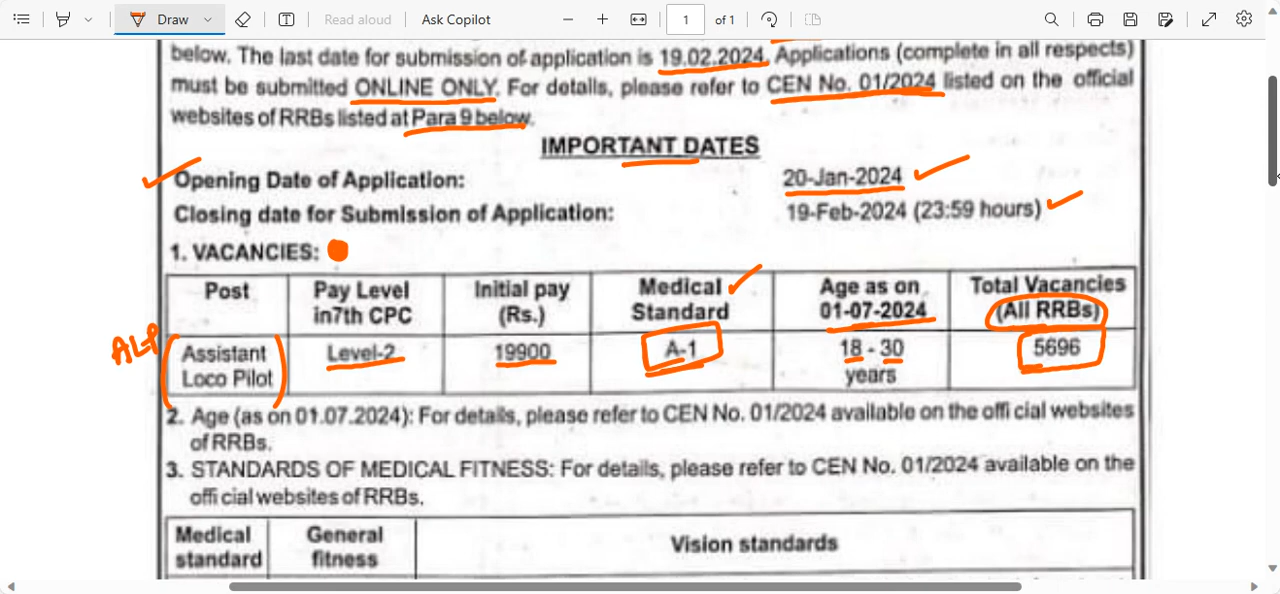 Draw
Read aloud
Ask Copilot
1 of 1
below. The last date for submission of application is 19.02.2024. Applications (complete in all respects)
must be submitted ONLINE ONLY. For details, please refer to CEN No. 01/2024 listed on the official
websites of RRBs listed at Para 9 below.
IMPORTANT DATES
Opening Date of Application: 20-Jan-2024
Closing date for Submission of Application: 19-Feb-2024 (23:59 hours)
1. VACANCIES:
Post Pay Level in7th CPC Initial pay (Rs.) Medical Standard Age as on 01-07-2024 Total Vacancies (All RRBs)
ALP
Assistant Loco Pilot Level-2 19900 A-1 18 - 30 years 5696
2. Age (as on 01.07.2024): For details, please refer to CEN No. 01/2024 available on the offi cial websites
of RRBs.
3. STANDARDS OF MEDICAL FITNESS: For details, please refer to CEN No. 01/2024 available on the
offi cial websites of RRBs.
Medical standard General fitness Vision standards